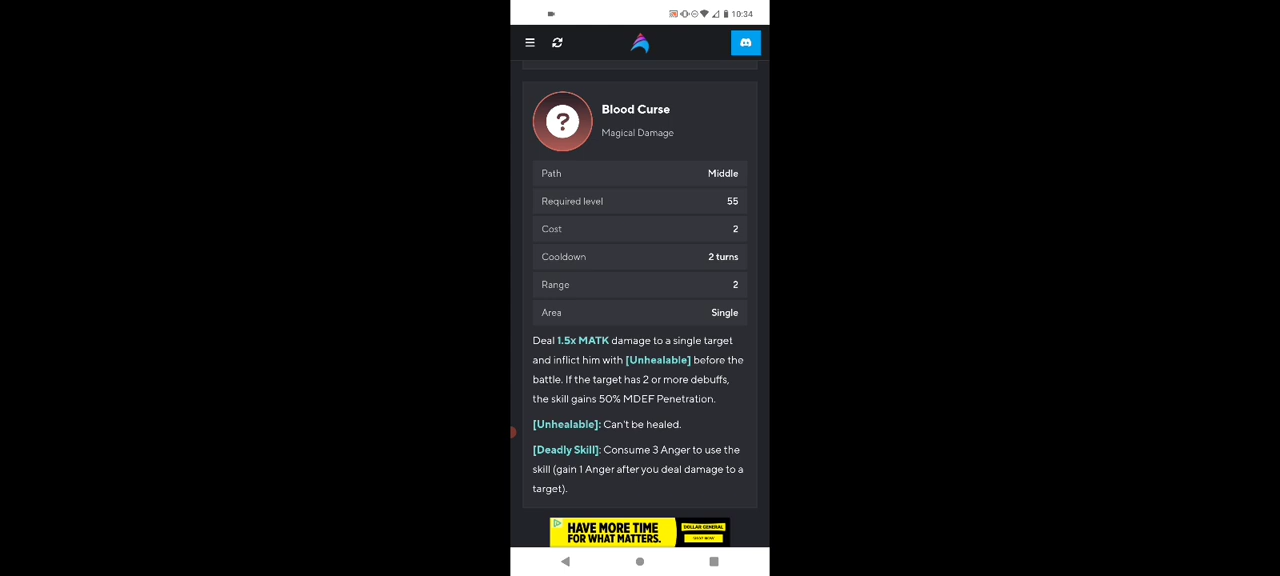 10:34
Blood Curse
Magical Damage
Path Middle
Required level 55
Cost 2
Cooldown 2 turns
Range 2
Area Single
Deal 1.5x MATK damage to a single target
and inflict him with [Unhealable] before the
battle. If the target has 2 or more debuffs,
the skill gains 50% MDEF Penetration.
[Unhealable]: Can't be healed.
[Deadly Skill]: Consume 3 Anger to use the
skill (gain 1 Anger after you deal damage to a
target).
HAVE MORE TIME
FOR WHAT MATTERS.
DOLLAR GENERAL